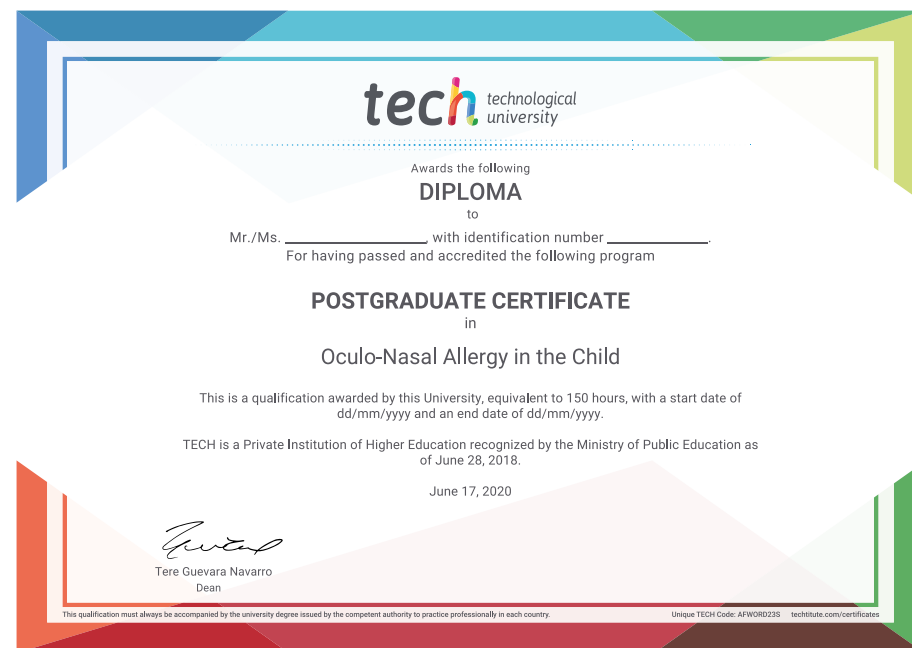 tech technological
university
Awards the following
DIPLOMA
to
Mr./Ms. ____________, with identification number ____________.
For having passed and accredited the following program
POSTGRADUATE CERTIFICATE
in
Oculo-Nasal Allergy in the Child
This is a qualification awarded by this University, equivalent to 150 hours, with a start date of
dd/mm/yyyy and an end date of dd/mm/yyyy.
TECH is a Private Institution of Higher Education recognized by the Ministry of Public Education as
of June 28, 2018.
June 17, 2020
Tere Guevara Navarro
Dean
This qualification must always be accompanied by the university degree issued by the competent authority to practice professionally in each country. Unique TECH Code: AFWORD23S techtitute.com/certificates